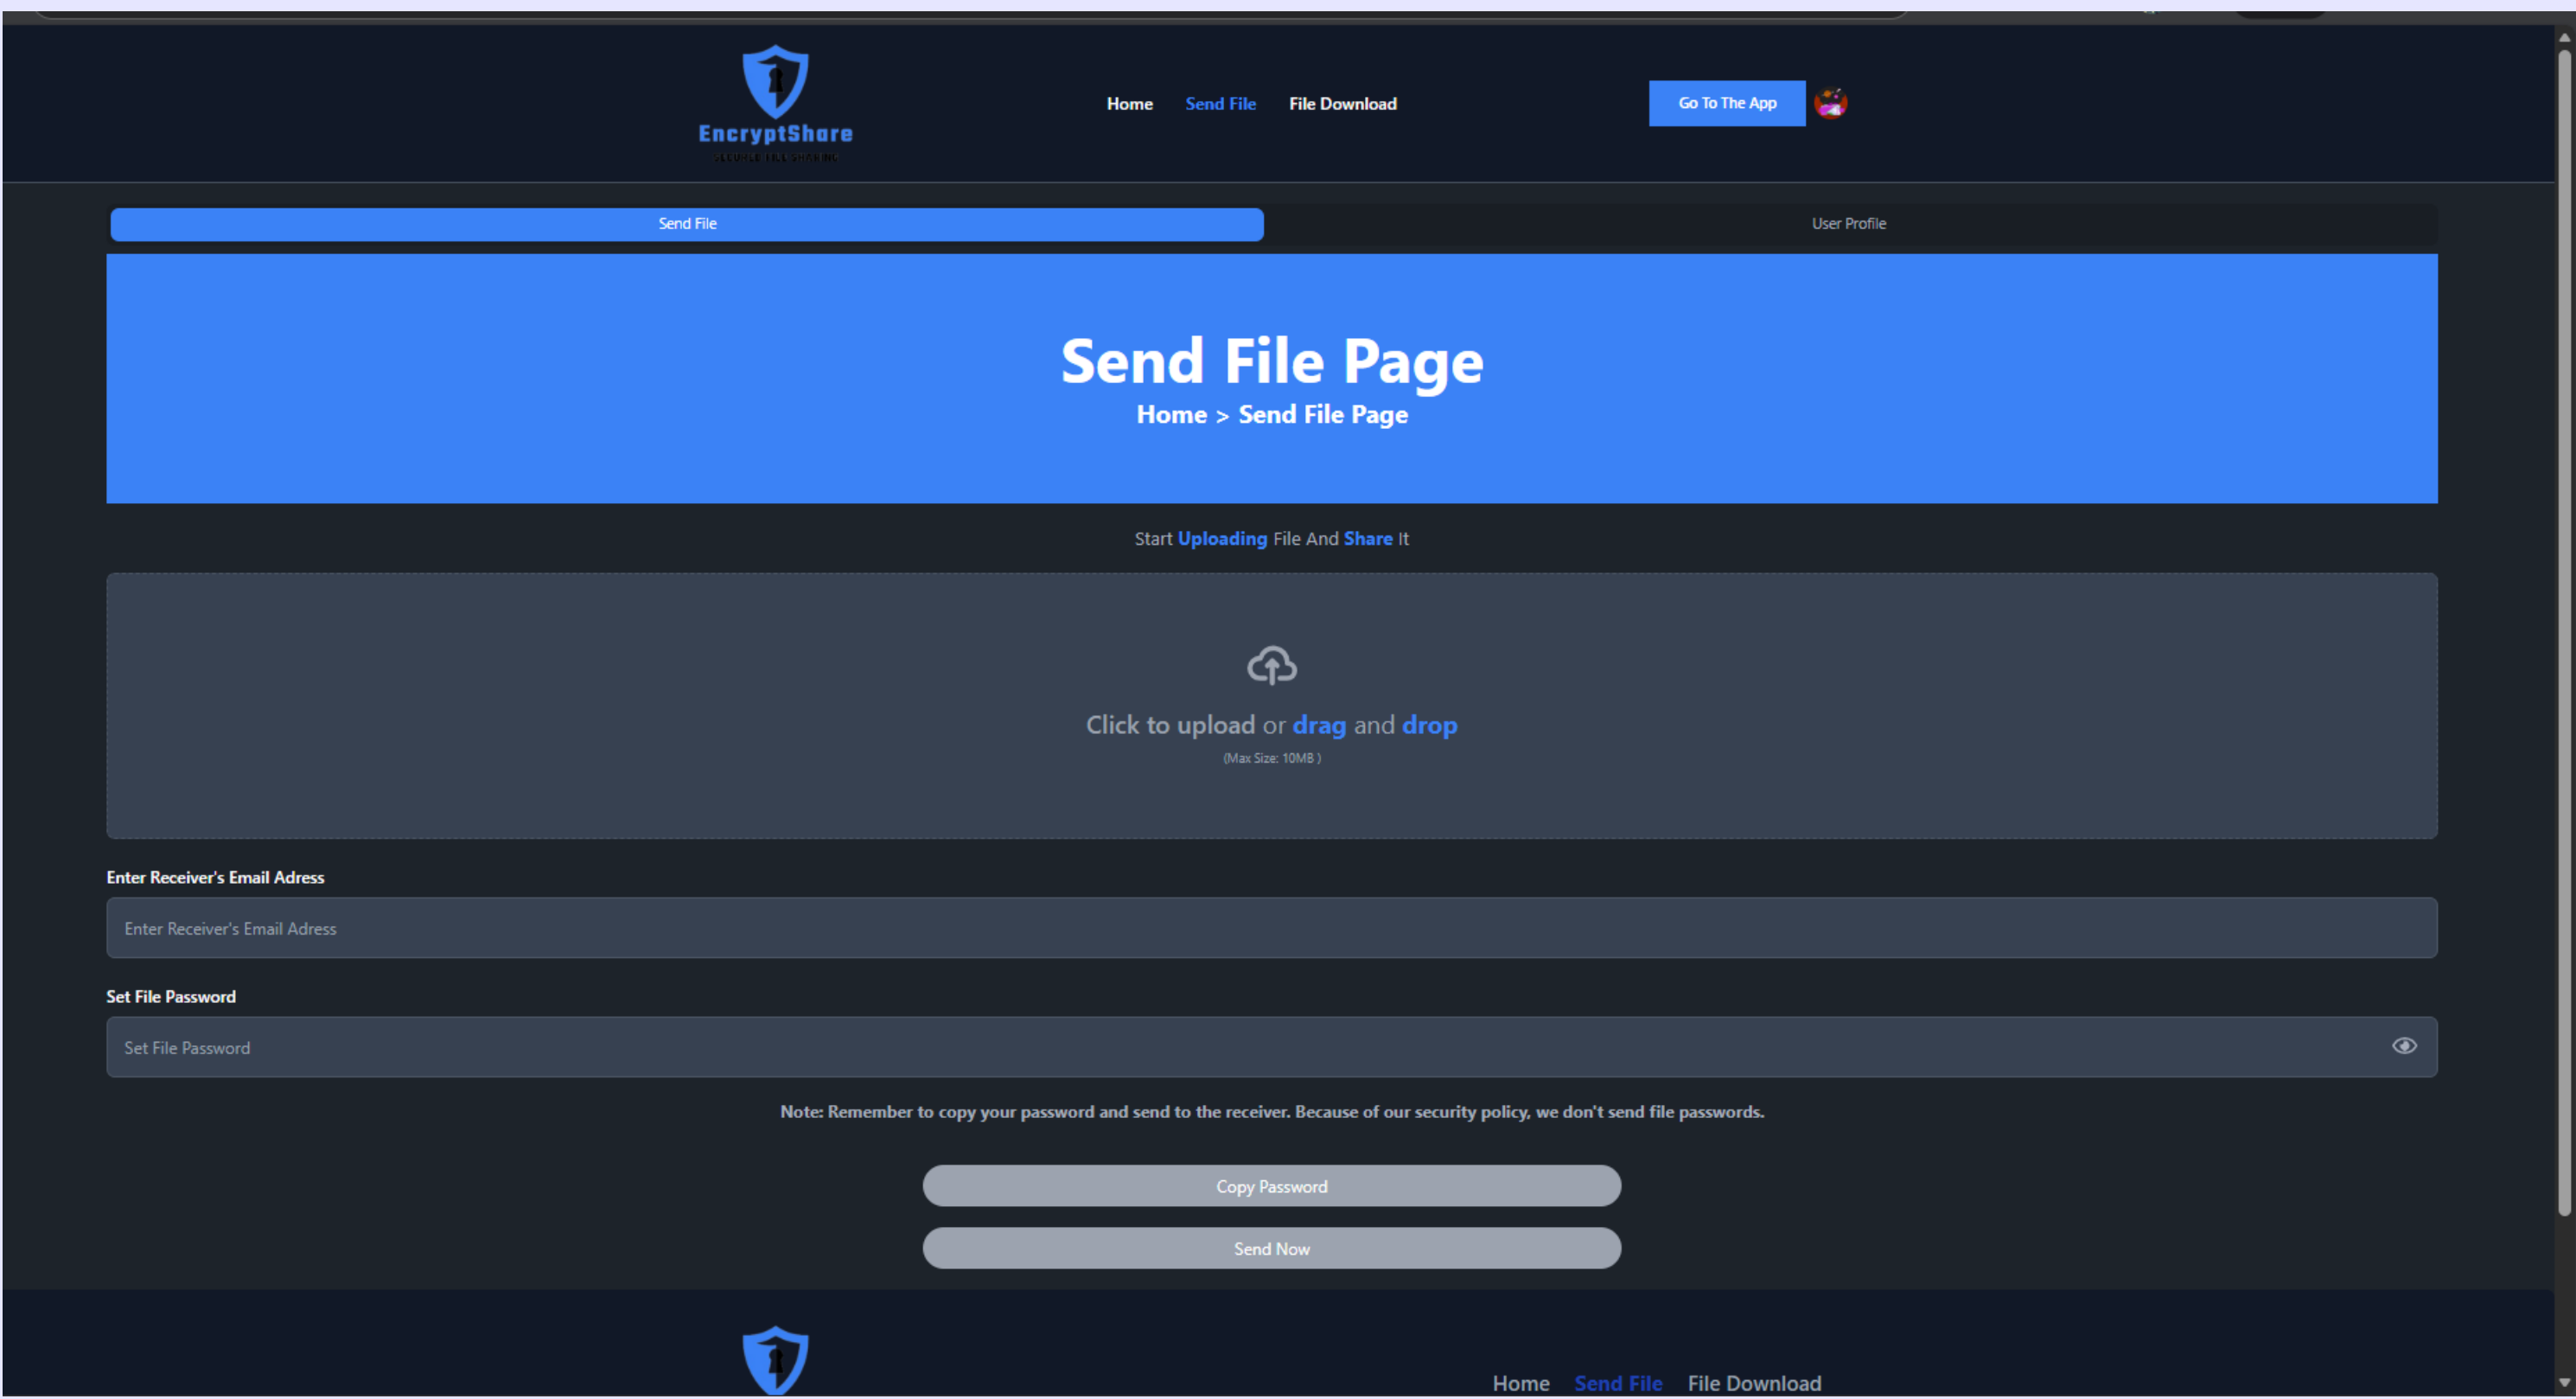 EncryptShare
SECURED FILE SHARING
Home Send File File Download
Go To The App
Send File
User Profile
Send File Page
Home > Send File Page
Start Uploading File And Share It
Click to upload or drag and drop
(Max Size: 10MB )
Enter Receiver's Email Adress
Enter Receiver's Email Adress
Set File Password
Set File Password
Note: Remember to copy your password and send to the receiver. Because of our security policy, we don't send file passwords.
Copy Password
Send Now
Home Send File File Download